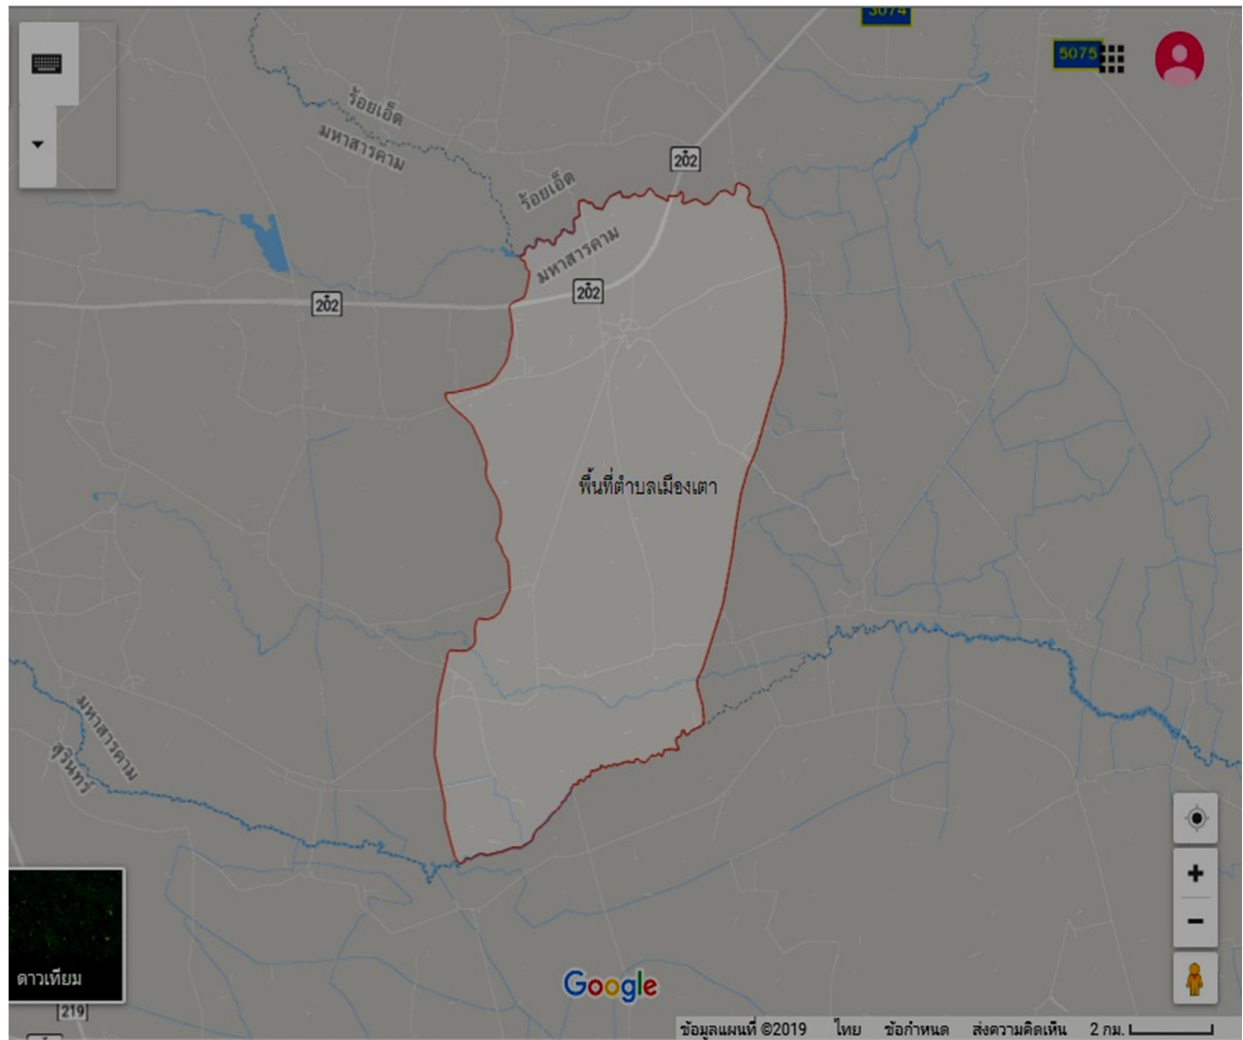 3074
5075
ร้อยเอ็ด
มหาสารคาม
202
ร้อยเอ็ด
มหาสารคาม
202
202
พื้นที่ตำบลเมืองเตา
มหาสารคาม
สุรินทร์
ดาวเทียม
219
Google
ข้อมูลแผนที่ ©2019 ไทย ข้อกำหนด ส่งความคิดเห็น 2 กม.